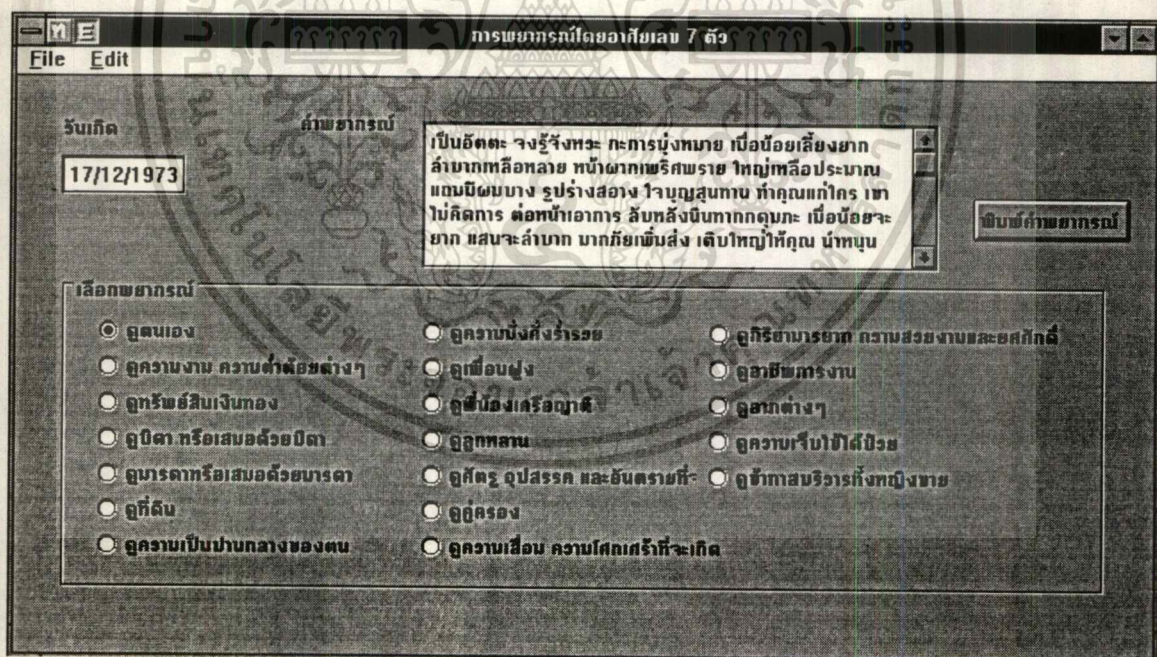 การพยากรณ์โดยอาศัยเลข 7 ตัว
File Edit
วันเกิด
คำพยากรณ์
17/12/1973
เป็นอัตตะ จงรู้จังหวะ กะการมุ่งหมาย เมื่อน้อยเลี้ยงยาก
ลำบากเหลือหลาย หน้าผากเพริศพราย ใหญ่เหลือประมาณ
แถมมีผมบาง รูปร่างสอาง ใจบุญสุนทาน ทำคุณแก่ใคร เขา
ไม่คิดการ ต่อหน้าเอาการ ลับหลังนินทากดุมภะ เมื่อน้อยจะ
ยาก แสนจะลำบาก มากภัยเพิ่มส่ง เติบใหญ่ให้คุณ นำหนุน
พิมพ์คำพยากรณ์
เลือกพยากรณ์
ดูตนเอง
ดูความงาม ความต่ำต้อยต่างๆ
ดูทรัพย์สินเงินทอง
ดูบิดา หรือเสมอด้วยบิดา
ดูมารดาหรือเสมอด้วยมารดา
ดูที่ดิน
ดูความเป็นปานกลางของตน
ดูความมั่งคั่งร่ำรวย
ดูเพื่อนฝูง
ดูพี่น้องเครือญาติ
ดูลูกหลาน
ดูศัตรู อุปสรรค และอันตรายที่จะ
ดูคู่ครอง
ดูความเสื่อม ความโศกเศร้าที่จะเกิด
ดูกิริยามารยาท ความสวยงามและยศศักดิ์
ดูอาชีพการงาน
ดูลาภต่างๆ
ดูความเจ็บไข้ได้ป่วย
ดูข้าทาสบริวารทั้งหญิงชาย